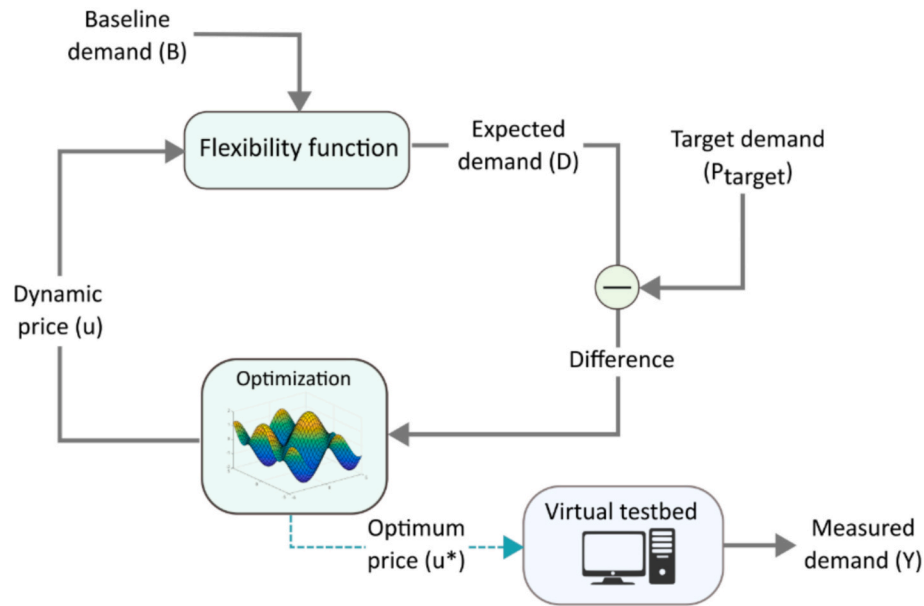 Baseline
demand (B)
Flexibility function
Expected
demand (D)
Target demand
(Ptarget)
Dynamic
price (u)
Difference
Optimization
Optimum
price (u*)
Virtual testbed
Measured
demand (Y)